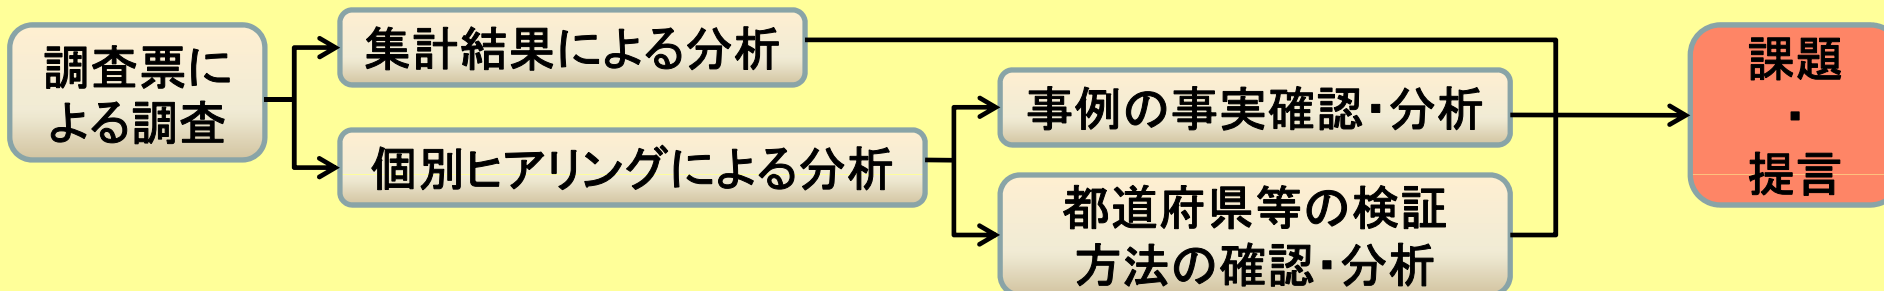 調査票に
よる調査
集計結果による分析
個別ヒアリングによる分析
事例の事実確認・分析
都道府県等の検証
方法の確認・分析
課題
・
提言